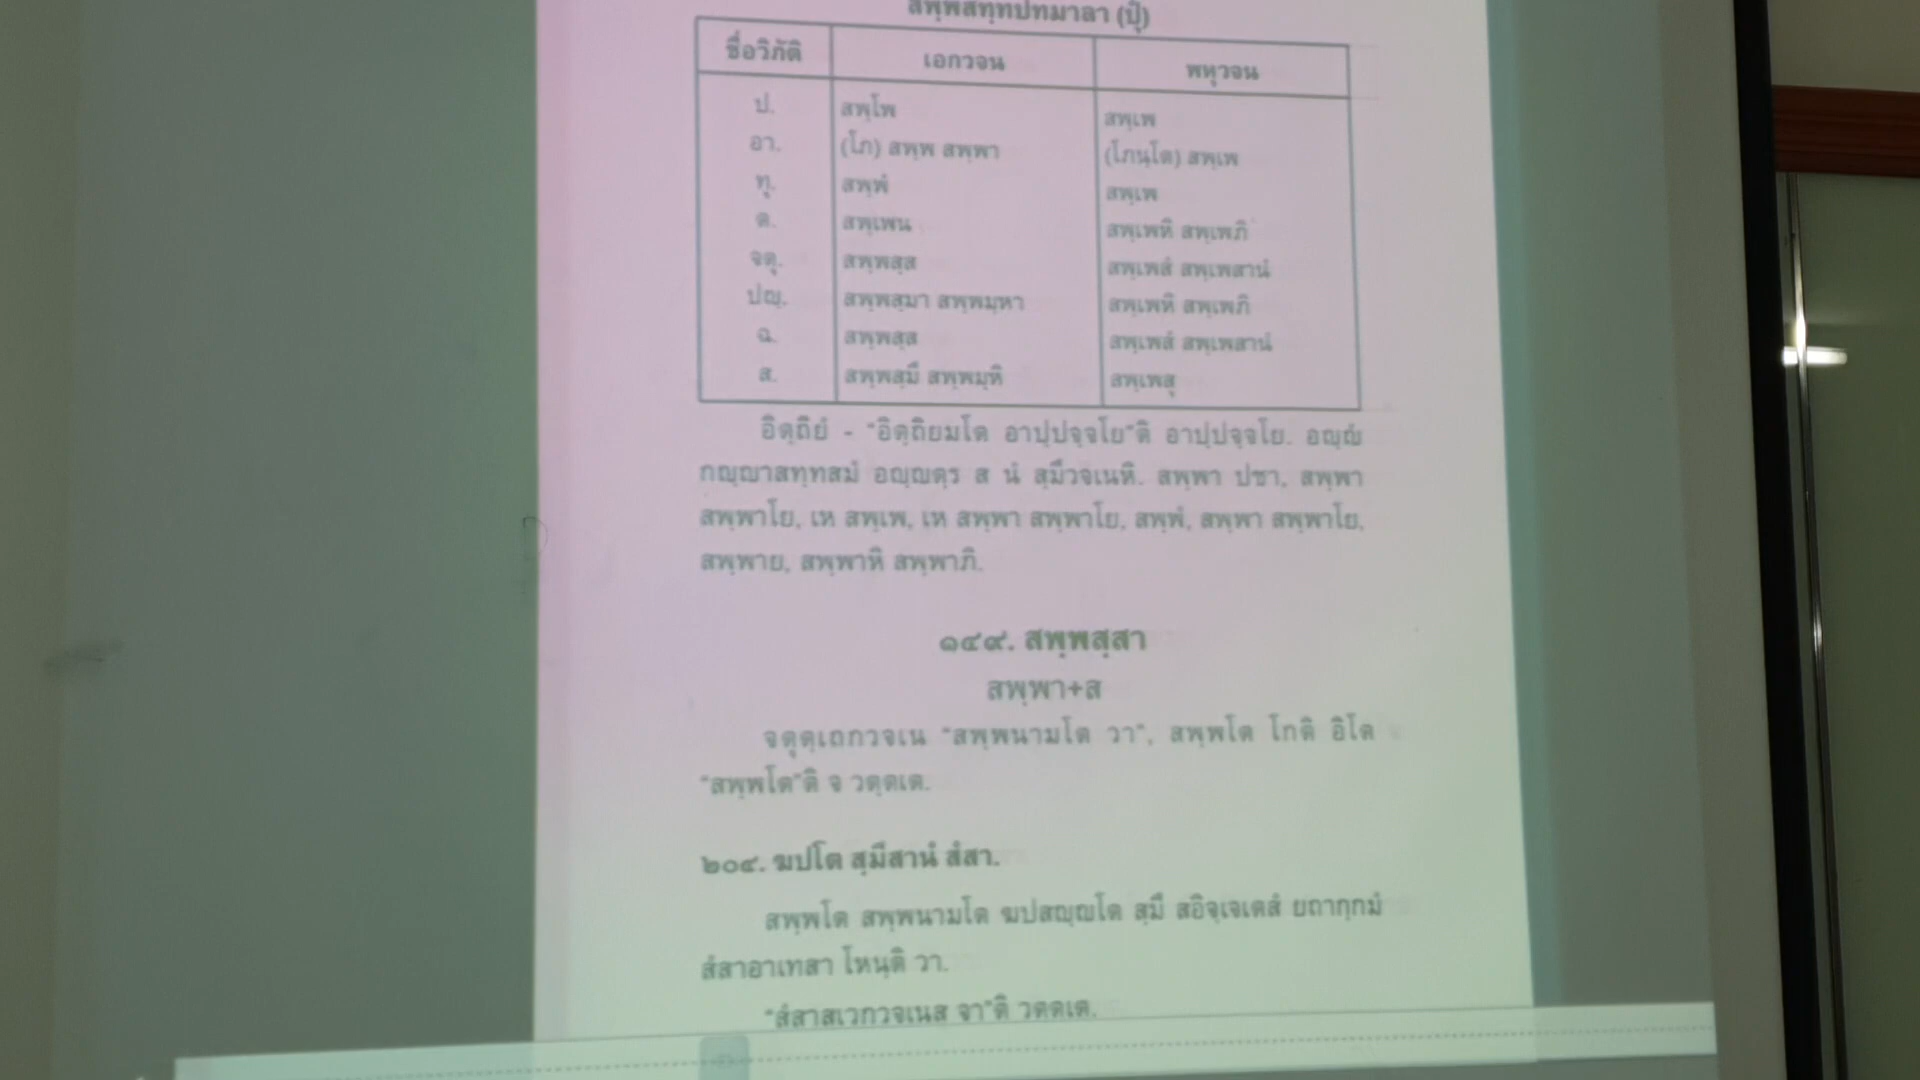 สพฺพสทฺทปทมาลา (ปุํ)
ชื่อวิภัติ เอกวจน พหุวจน
ป. สพฺโพ สพฺเพ
อา. (โภ) สพฺพ สพฺพา (โภนฺโต) สพฺเพ
ทุ. สพฺพํ สพฺเพ
ต. สพฺเพน สพฺเพหิ สพฺเพภิ
จตุ. สพฺพสฺส สพฺเพสํ สพฺเพสานํ
ปญฺ. สพฺพสฺมา สพฺพมฺหา สพฺเพหิ สพฺเพภิ
ฉ. สพฺพสฺส สพฺเพสํ สพฺเพสานํ
ส. สพฺพสฺมึ สพฺพมฺหิ สพฺเพสุ
อิตฺถิยํ - “อิตฺถิยมโต อาปฺปจฺจโย”ติ อาปฺปจฺจโย. อญฺญํ
กญฺญาสทฺทสมํ อญฺญตฺร ส นํ สฺมึวจเนหิ. สพฺพา ปชา, สพฺพา
สพฺพาโย, เห สพฺเพ, เห สพฺพา สพฺพาโย, สพฺพํ, สพฺพา สพฺพาโย,
สพฺพาย, สพฺพาหิ สพฺพาภิ.
๑๔๙. สพฺพสฺสา
สพฺพา+ส
จตุตฺเถกวจเน “สพฺพนามโต วา”, สพฺพโต โกติ อิโต
“สพฺพโต”ติ จ วตฺตเต.
๒๐๔. ฆปโต สฺมึสานํ สํสา.
สพฺพโต สพฺพนามโต ฆปสญฺญโต สฺมึ สอิจฺเจเตสํ ยถากฺกมํ
สํสาอาเทสา โหนฺติ วา.
“สํสาสฺเวกวจเนสุ จา”ติ วตฺตเต.